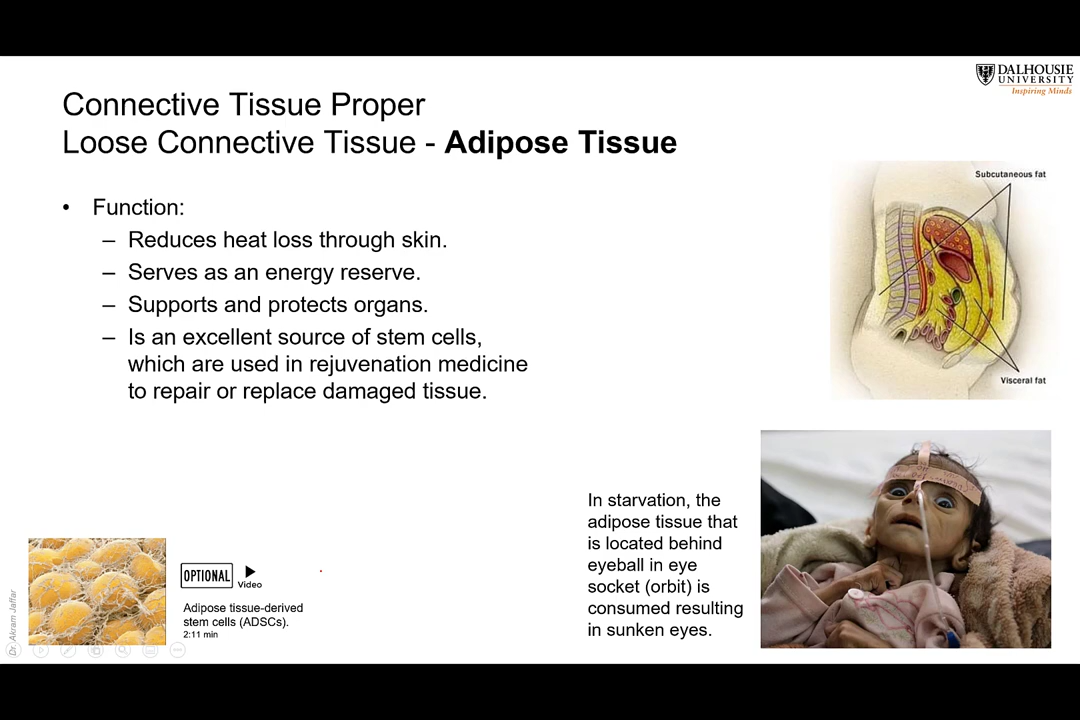 DALHOUSIE
UNIVERSITY
Inspiring Minds
Connective Tissue Proper
Loose Connective Tissue - Adipose Tissue
• Function:
– Reduces heat loss through skin.
– Serves as an energy reserve.
– Supports and protects organs.
– Is an excellent source of stem cells,
which are used in rejuvenation medicine
to repair or replace damaged tissue.
Subcutaneous fat
Visceral fat
In starvation, the
adipose tissue that
is located behind
eyeball in eye
socket (orbit) is
consumed resulting
in sunken eyes.
OPTIONAL
Video
Adipose tissue-derived
stem cells (ADSCs).
2:11 min
Dr. Akram Jaffar